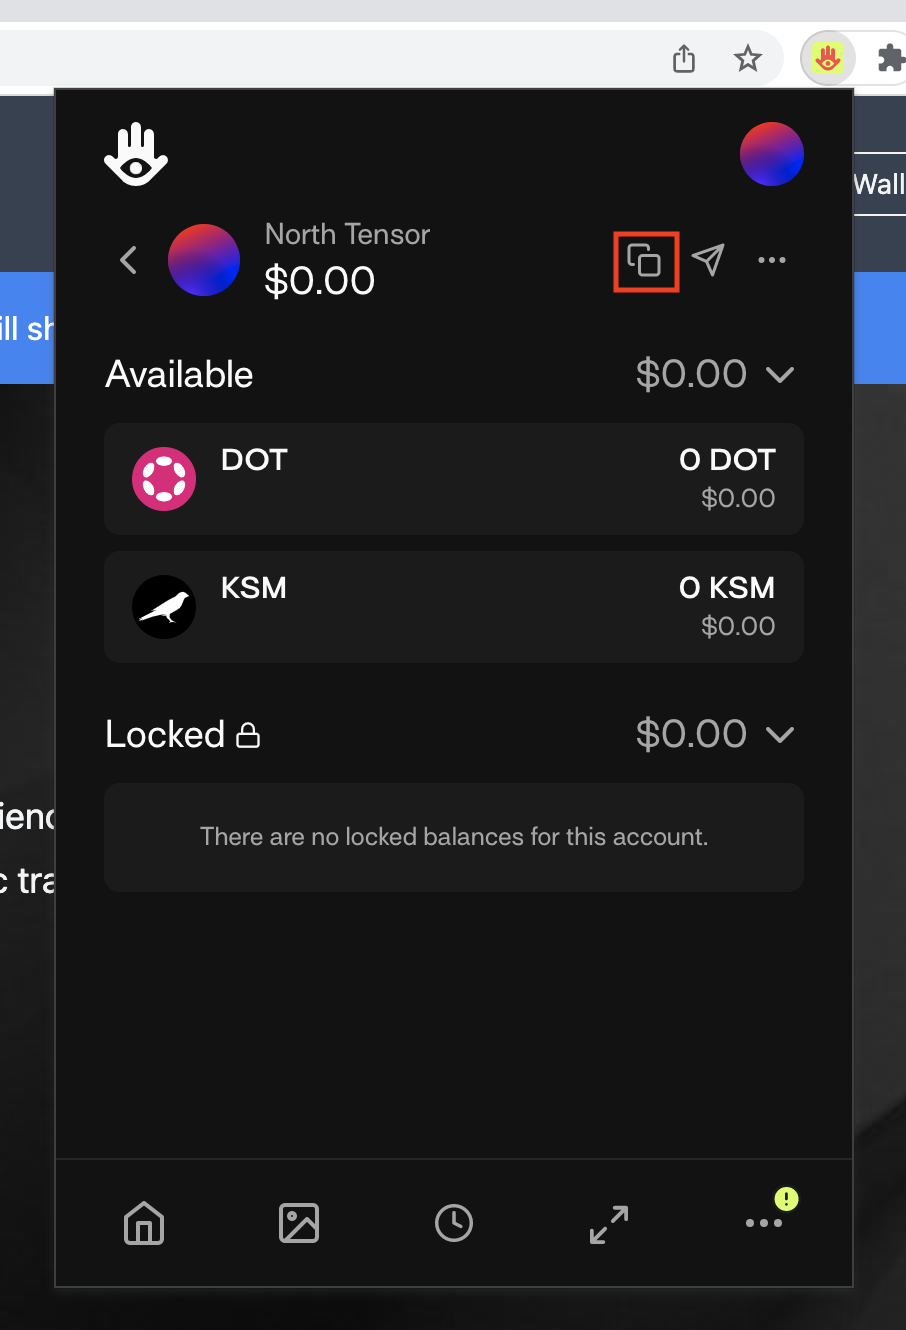 Wall
North Tensor
$0.00
ill sh
Available
$0.00
DOT
0 DOT
$0.00
KSM
0 KSM
$0.00
Locked
$0.00
ienc
There are no locked balances for this account.
c tra
!